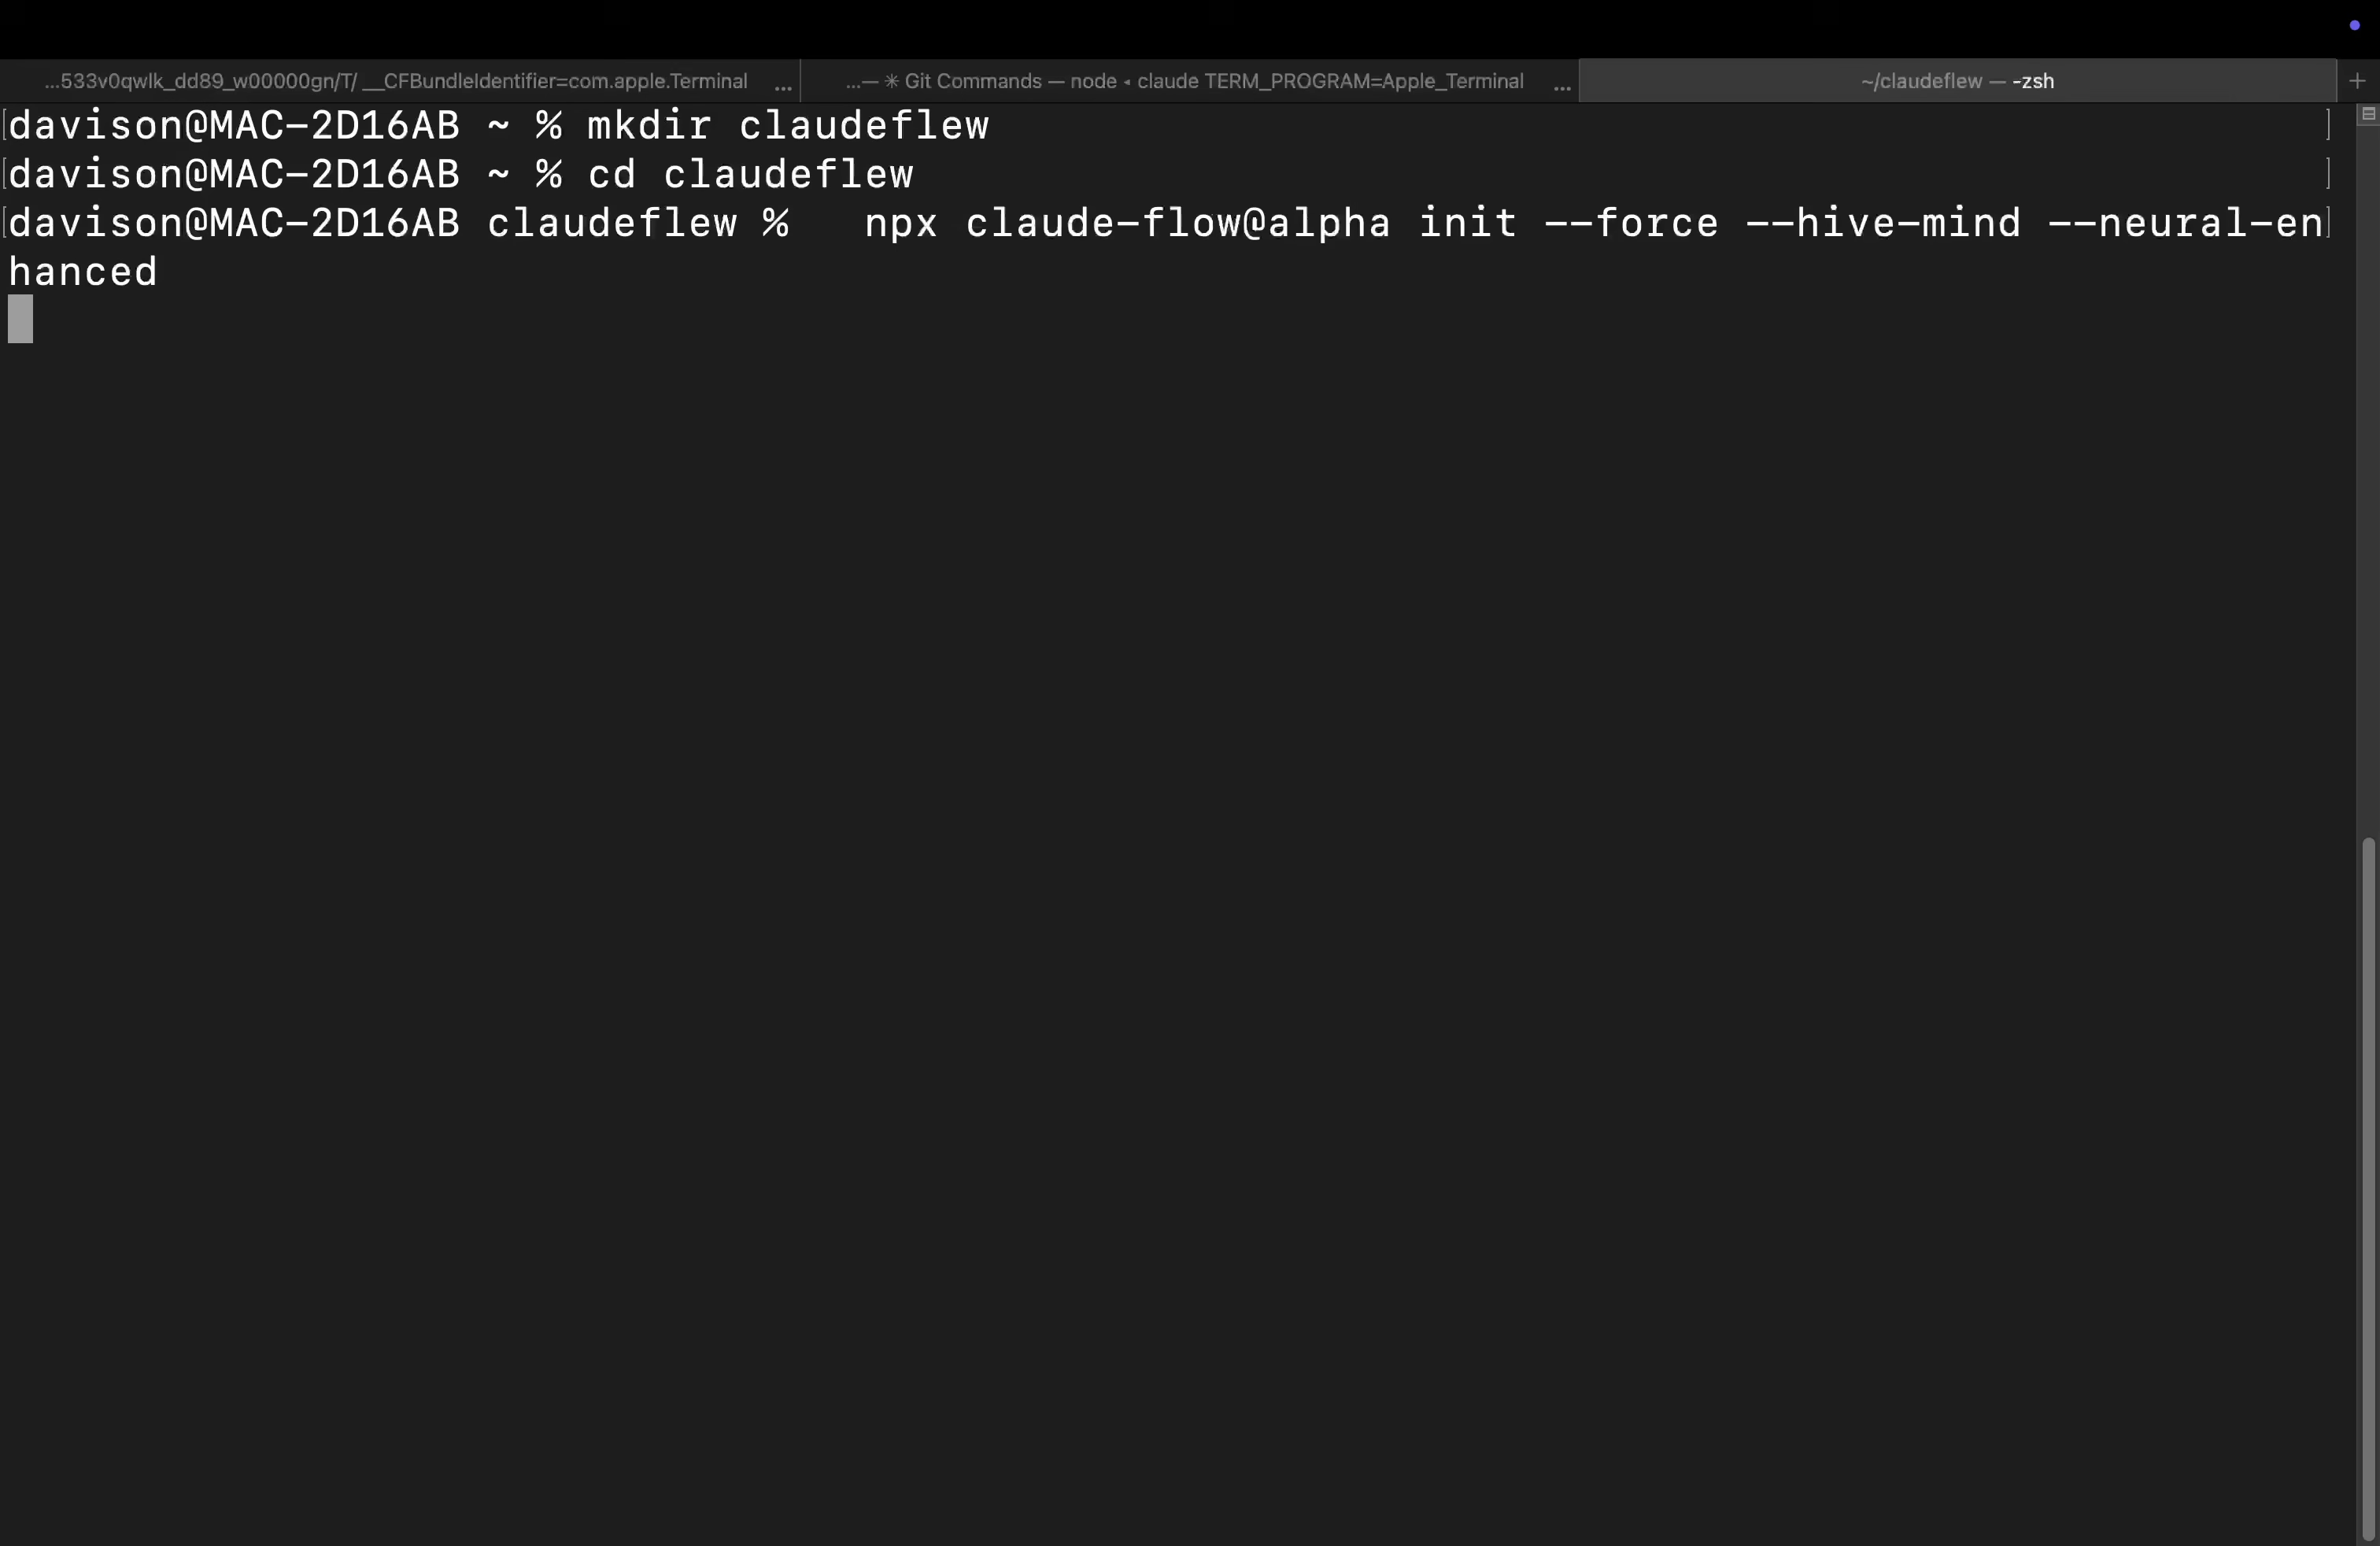 ...533v0qwlk_dd89_w00000gn/T/ __CFBundleIdentifier=com.apple.Terminal ... ...— ✳ Git Commands — node ◂ claude TERM_PROGRAM=Apple_Terminal ... ~/claudeflew — -zsh +
[davison@MAC-2D16AB ~ % mkdir claudeflew ]
[davison@MAC-2D16AB ~ % cd claudeflew ]
[davison@MAC-2D16AB claudeflew %   npx claude-flow@alpha init --force --hive-mind --neural-en]
hanced